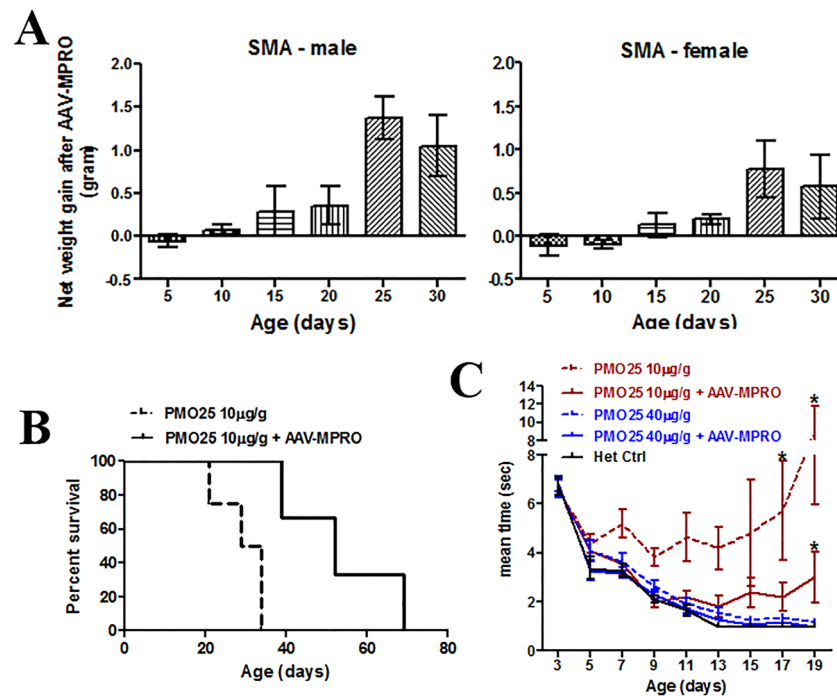 A
SMA - male
SMA - female
Net weight gain after AAV-MPRO
(gram)
2.0
1.5
1.0
0.5
0.0
-0.5
5 10 15 20 25 30
Age (days)
2.0
1.5
1.0
0.5
0.0
-0.5
5 10 15 20 25 30
Age (days)
B
PMO25 10µg/g
PMO25 10µg/g + AAV-MPRO
Percent survival
100
80
60
40
20
0
0 20 40 60 80
Age (days)
C
PMO25 10µg/g
PMO25 10µg/g + AAV-MPRO
PMO25 40µg/g
PMO25 40µg/g + AAV-MPRO
Het Ctrl
mean time (sec)
14
12
10
8
8
6
4
2
0
* * *
3 5 7 9 11 13 15 17 19
Age (days)